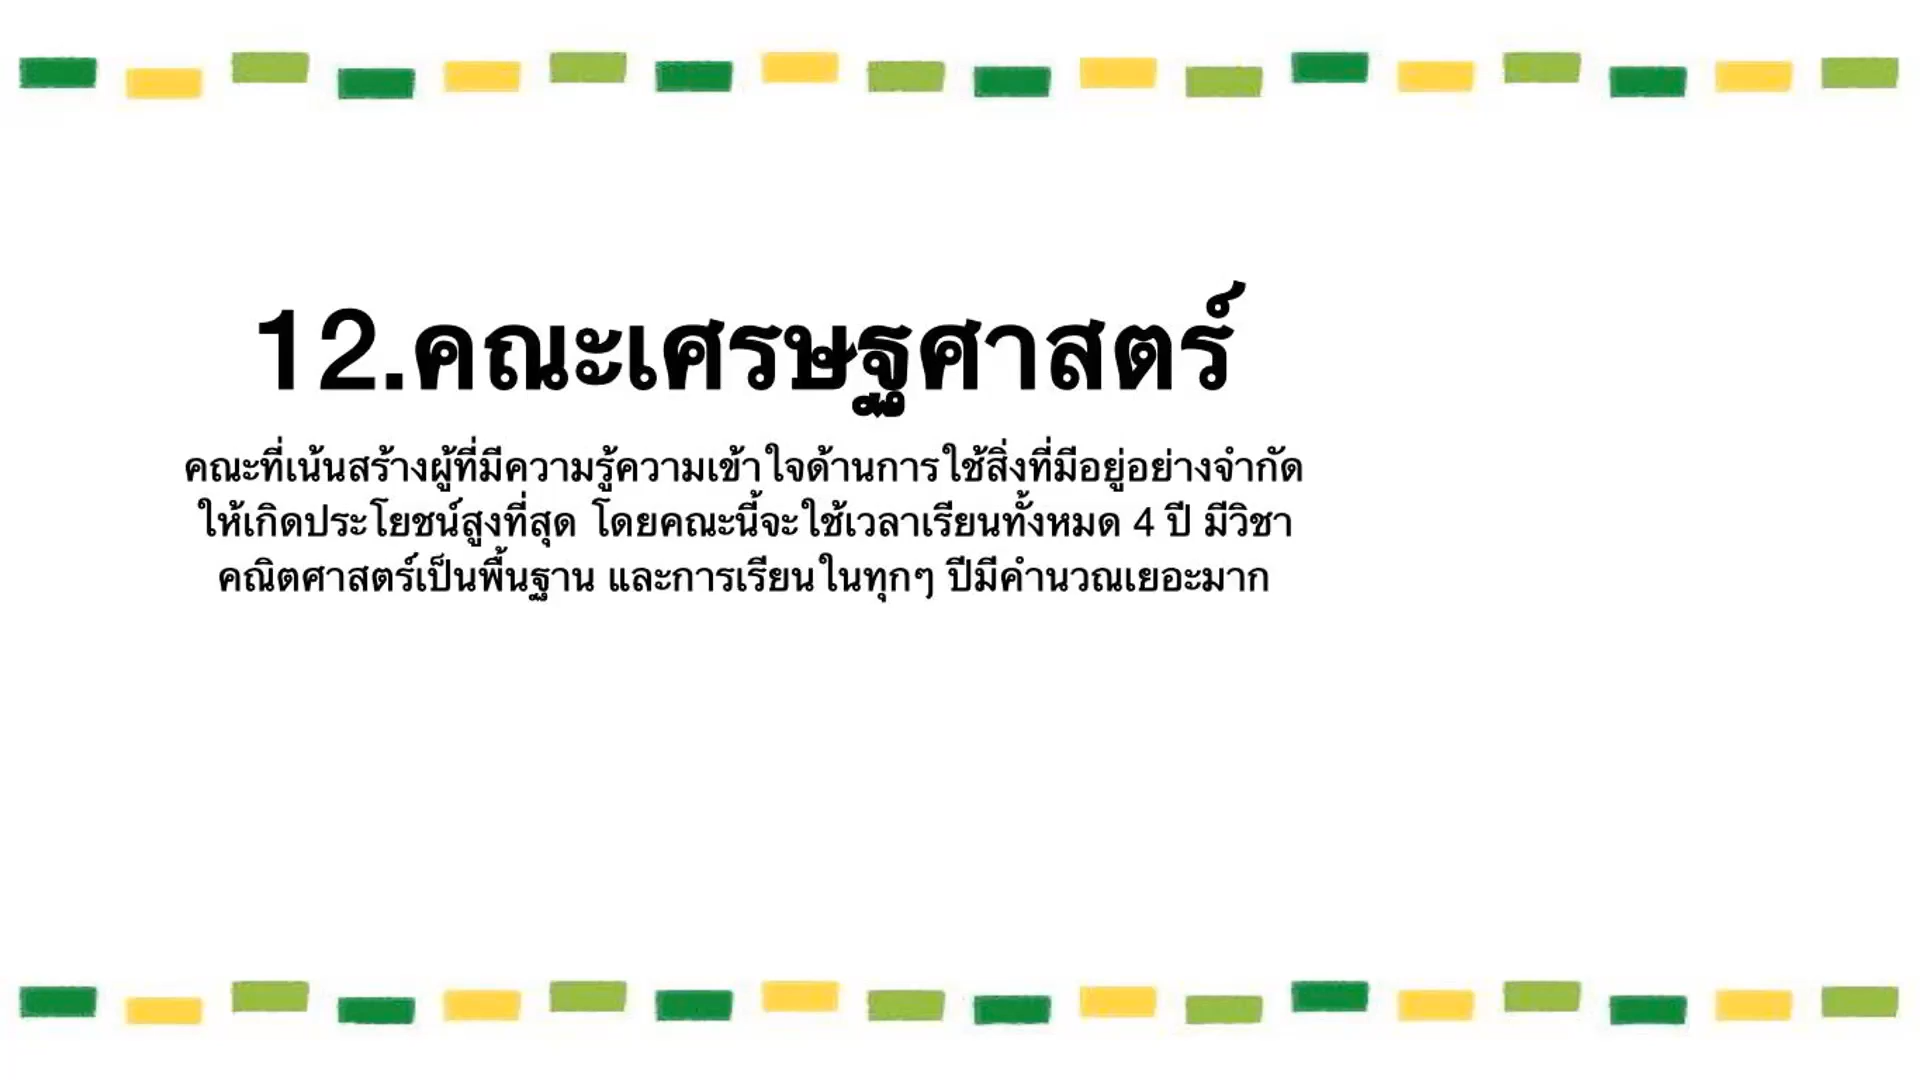 12.คณะเศรษฐศาสตร์
คณะที่เน้นสร้างผู้ที่มีความรู้ความเข้าใจด้านการใช้สิ่งที่มีอยู่อย่างจำกัด
ให้เกิดประโยชน์สูงที่สุด โดยคณะนี้จะใช้เวลาเรียนทั้งหมด 4 ปี มีวิชา
คณิตศาสตร์เป็นพื้นฐาน และการเรียนในทุกๆ ปีมีคำนวณเยอะมาก